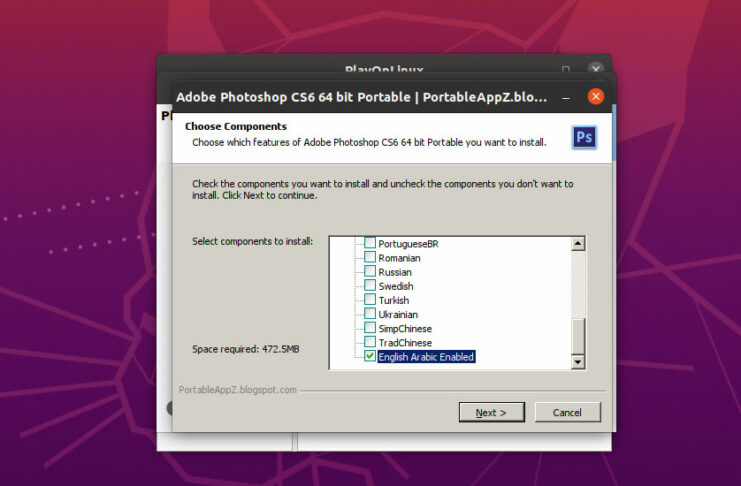 PlayOnLinux
Adobe Photoshop CS6 64 bit Portable | PortableAppZ.blo...
Choose Components
Choose which features of Adobe Photoshop CS6 64 bit Portable you want to install.
Ps
Check the components you want to install and uncheck the components you don't want to
install. Click Next to continue.
Select components to install:
PortugueseBR
Romanian
Russian
Swedish
Turkish
Ukrainian
SimpChinese
TradChinese
English Arabic Enabled
Space required: 472.5MB
PortableAppZ.blogspot.com
Next >
Cancel